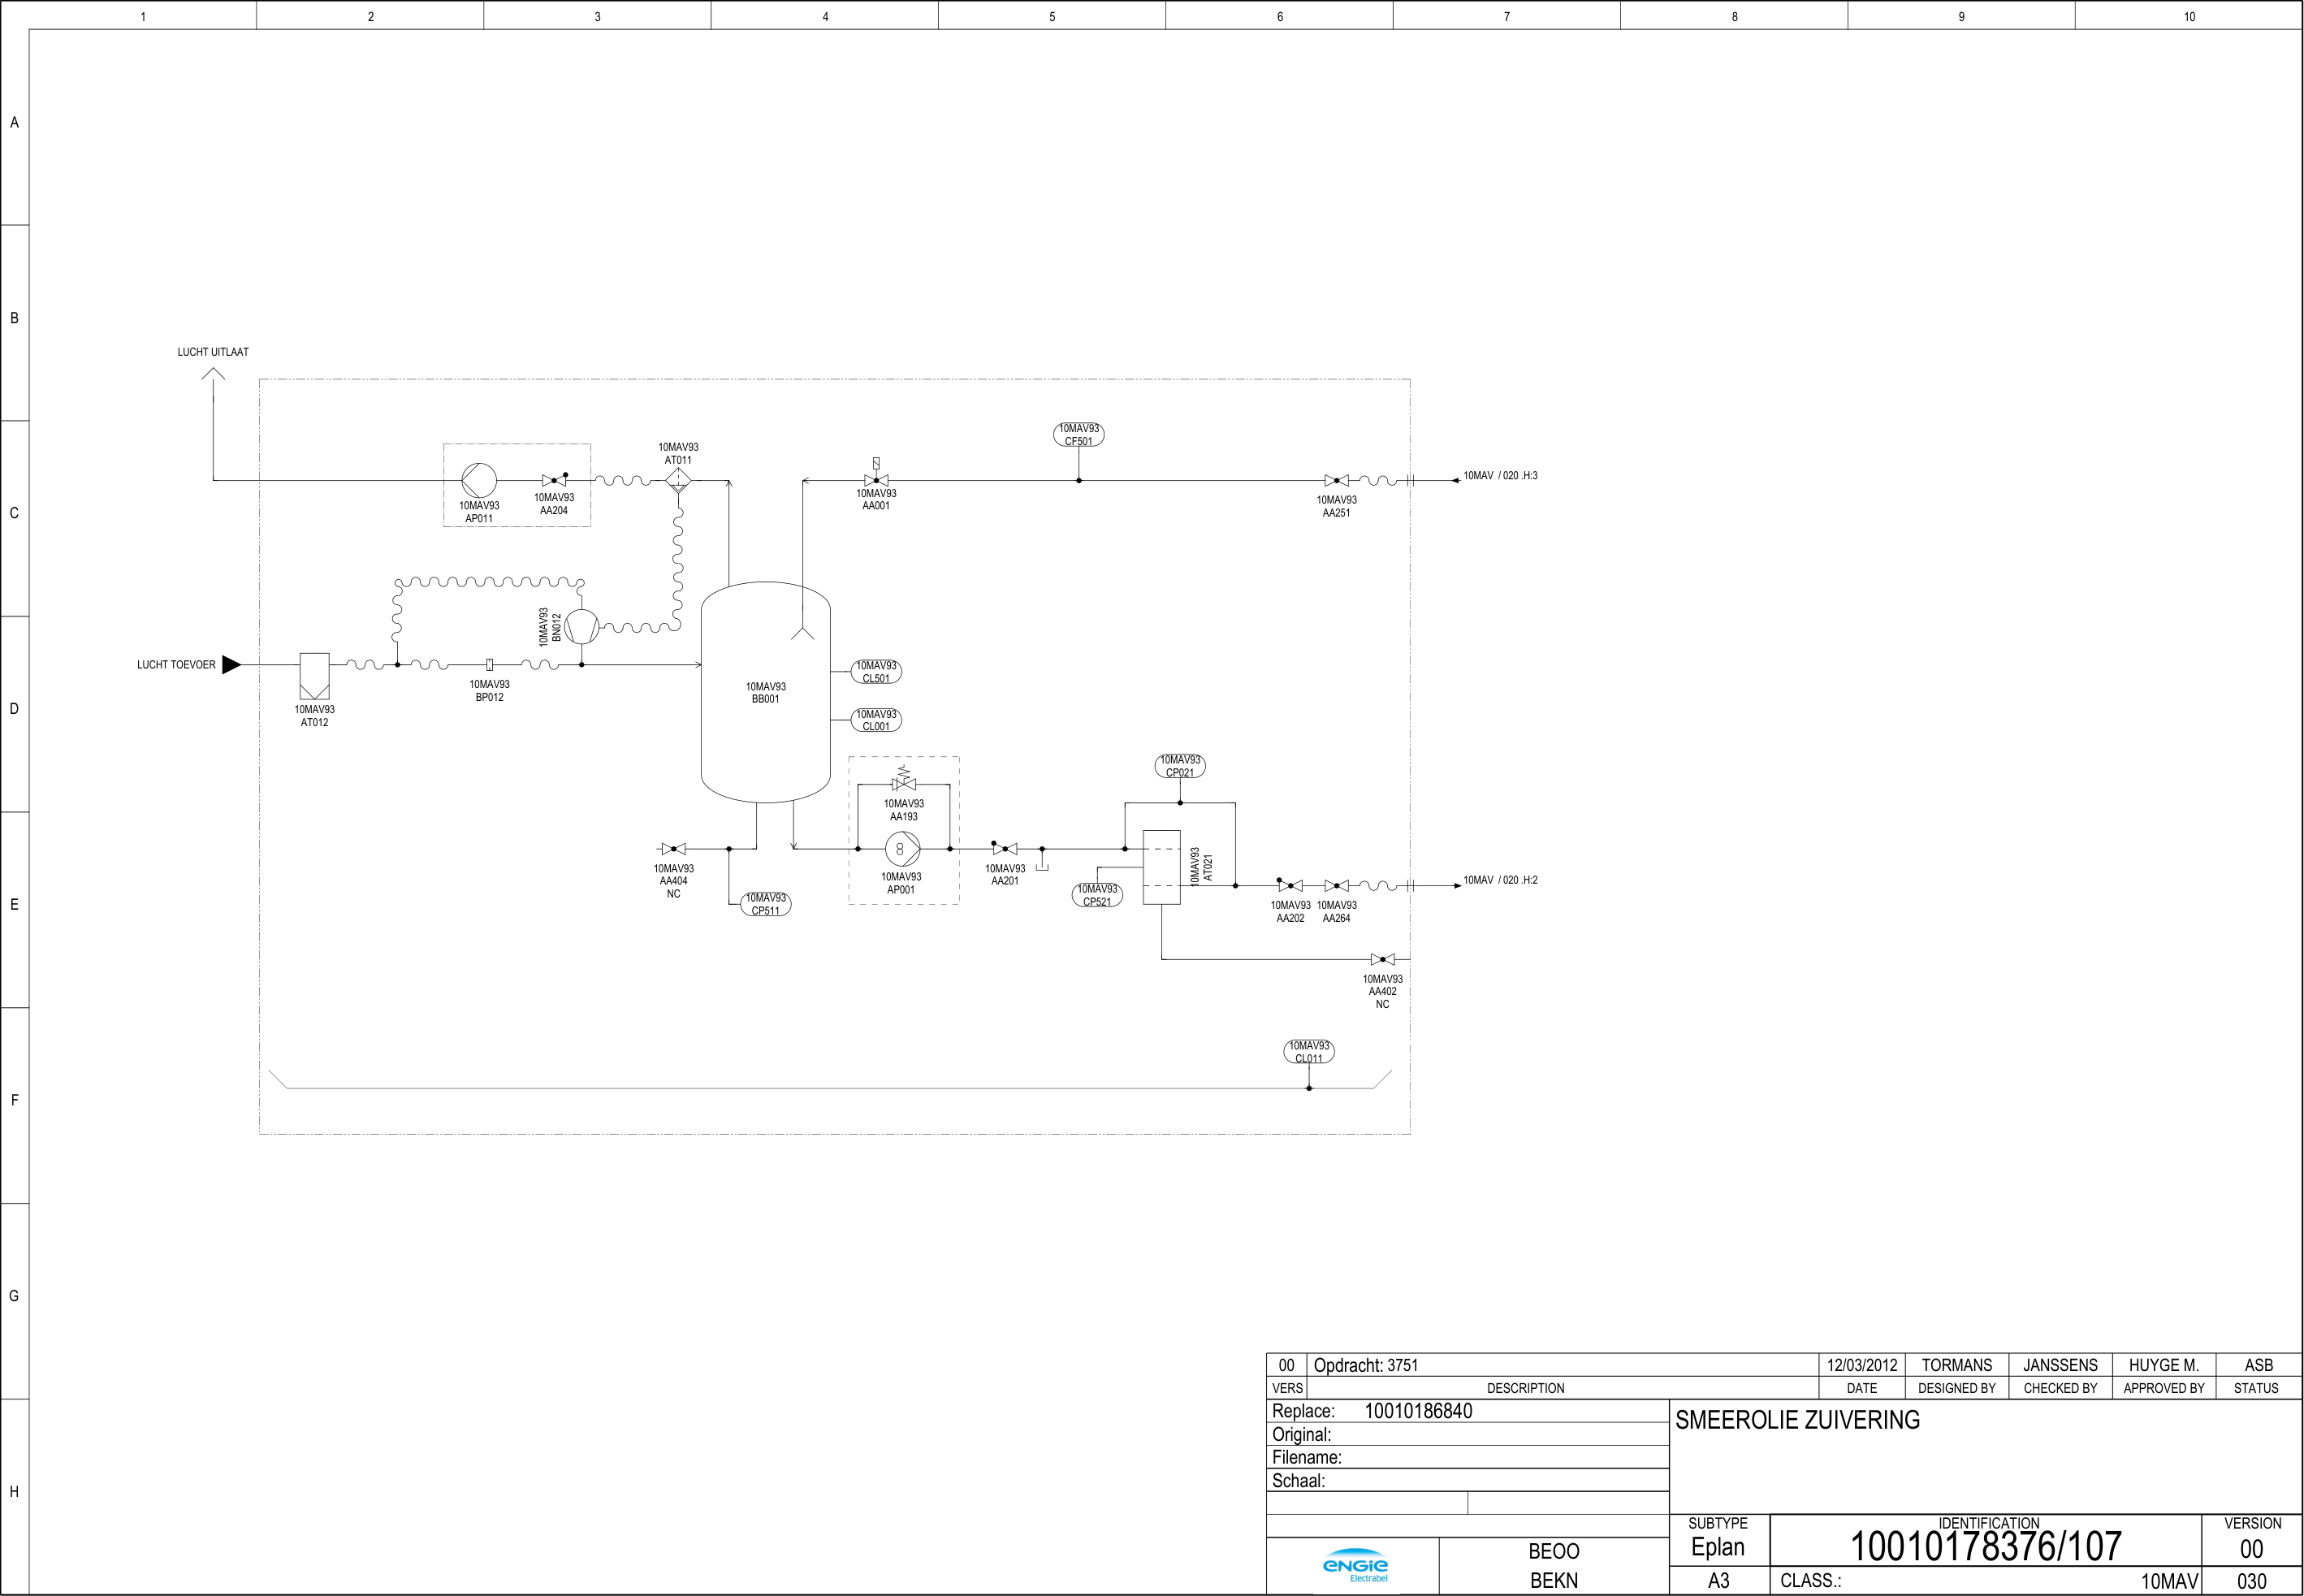 1 2 3 4 5 6 7 8 9 10
A
B
LUCHT UITLAAT
10MAV93
CF501
10MAV93
AT011
10MAV / 020 .H:3
10MAV93
AP011
10MAV93
AA204
10MAV93
AA001
10MAV93
AA251
C
10MAV93
BN012
LUCHT TOEVOER
10MAV93
CL501
10MAV93
BP012
10MAV93
BB001
10MAV93
AT012
10MAV93
CL001
D
10MAV93
CP021
10MAV93
AA193
8
10MAV93
AP001
10MAV93
AA404
NC
10MAV93
AA201
10MAV93
AT021
10MAV93
CP511
10MAV93
CP521
10MAV / 020 .H:2
10MAV93
AA202
10MAV93
AA264
E
10MAV93
AA402
NC
10MAV93
CL011
F
G
H
00 Opdracht: 3751 12/03/2012 TORMANS JANSSENS HUYGE M. ASB
VERS DESCRIPTION DATE DESIGNED BY CHECKED BY APPROVED BY STATUS
Replace: 10010186840
Original:
Filename:
Schaal:
SMEEROLIE ZUIVERING
SUBTYPE IDENTIFICATION VERSION
Eplan 10010178376/107 00
A3 CLASS.: 10MAV 030
ENGIE
Electrabel
BEOO
BEKN